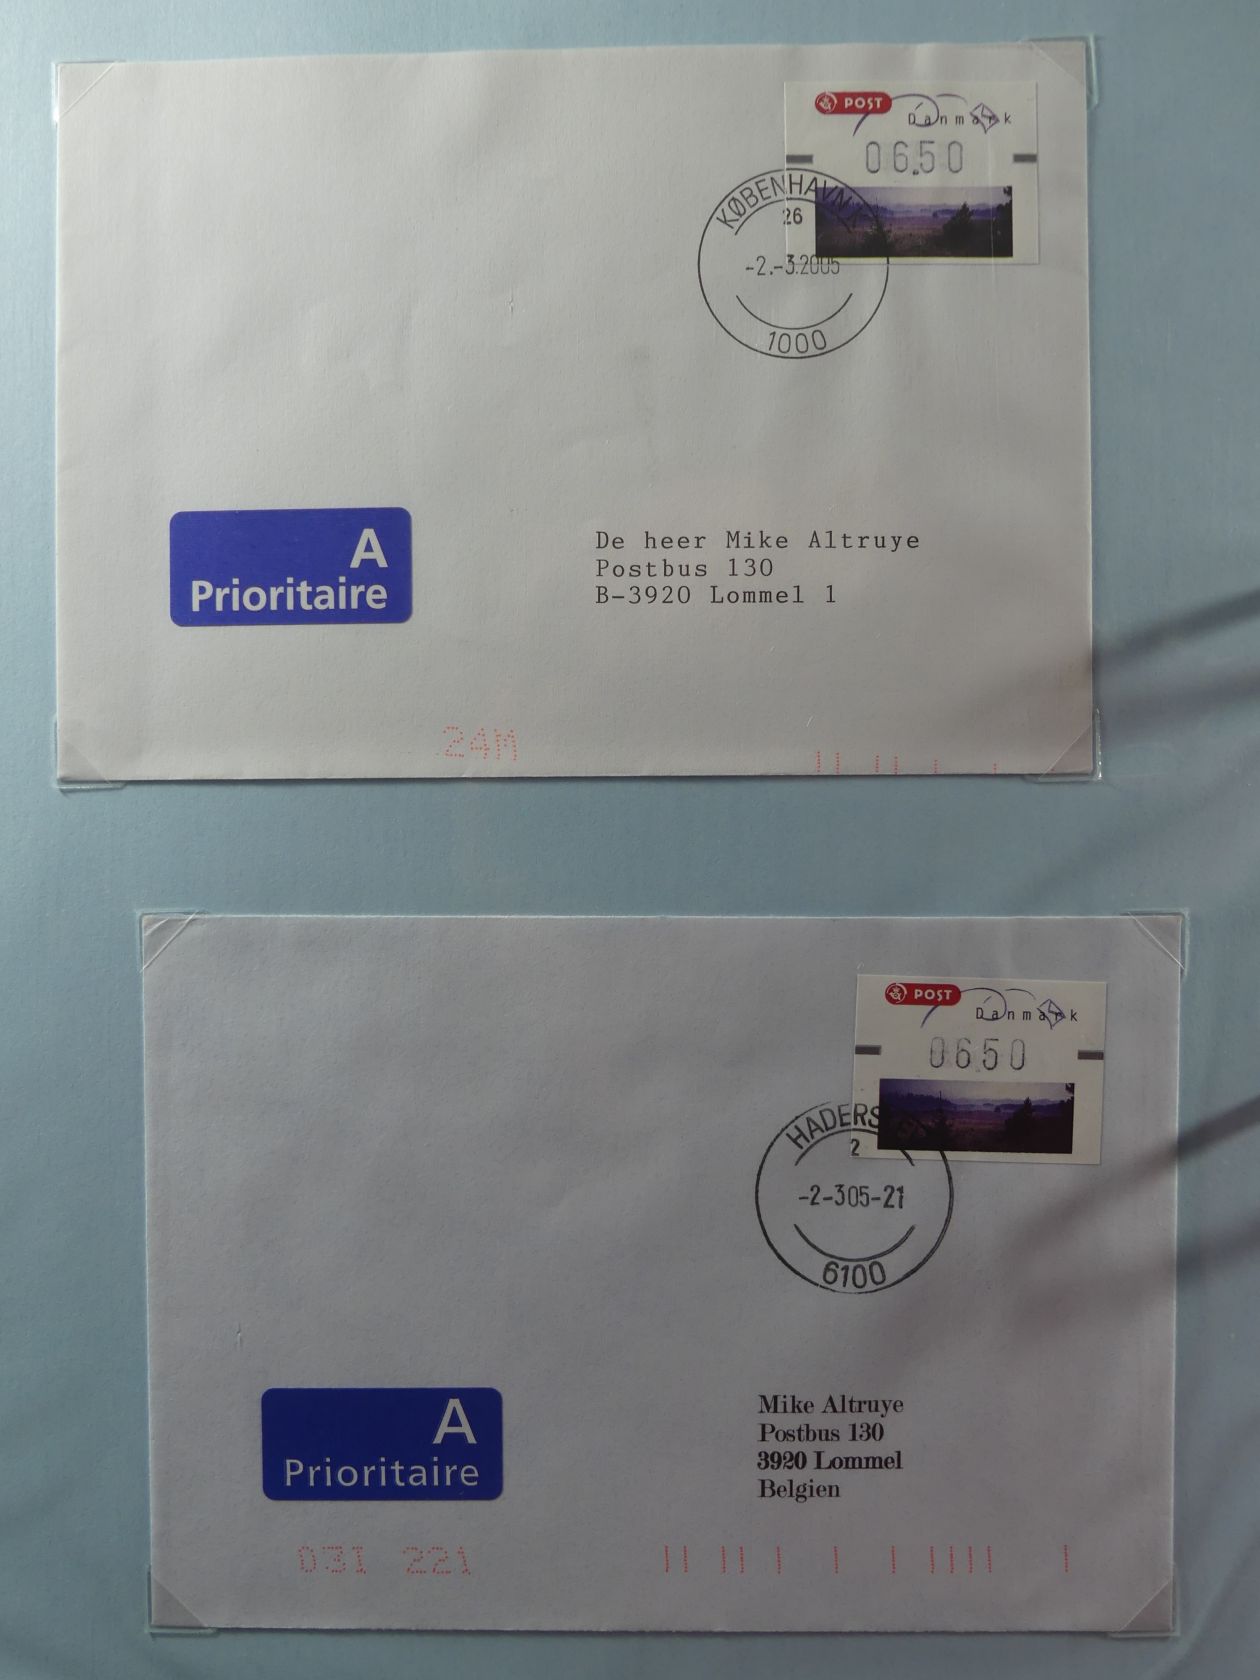 POST
Danmark
06.50
KØBENHAVN
26
-2.-3.2005
1000
A
Prioritaire
De heer Mike Altruye
Postbus 130
B-3920 Lommel 1
24M
POST
Danmark
06.50
2
-2-305-21
6100
A
Prioritaire
Mike Altruye
Postbus 130
3920 Lommel
Belgien
031 221